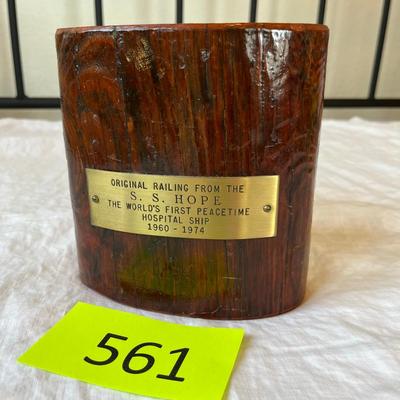 ORIGINAL RAILING FROM THE
S. S. HOPE
THE WORLD'S FIRST PEACETIME
HOSPITAL SHIP
1960 - 1974
561